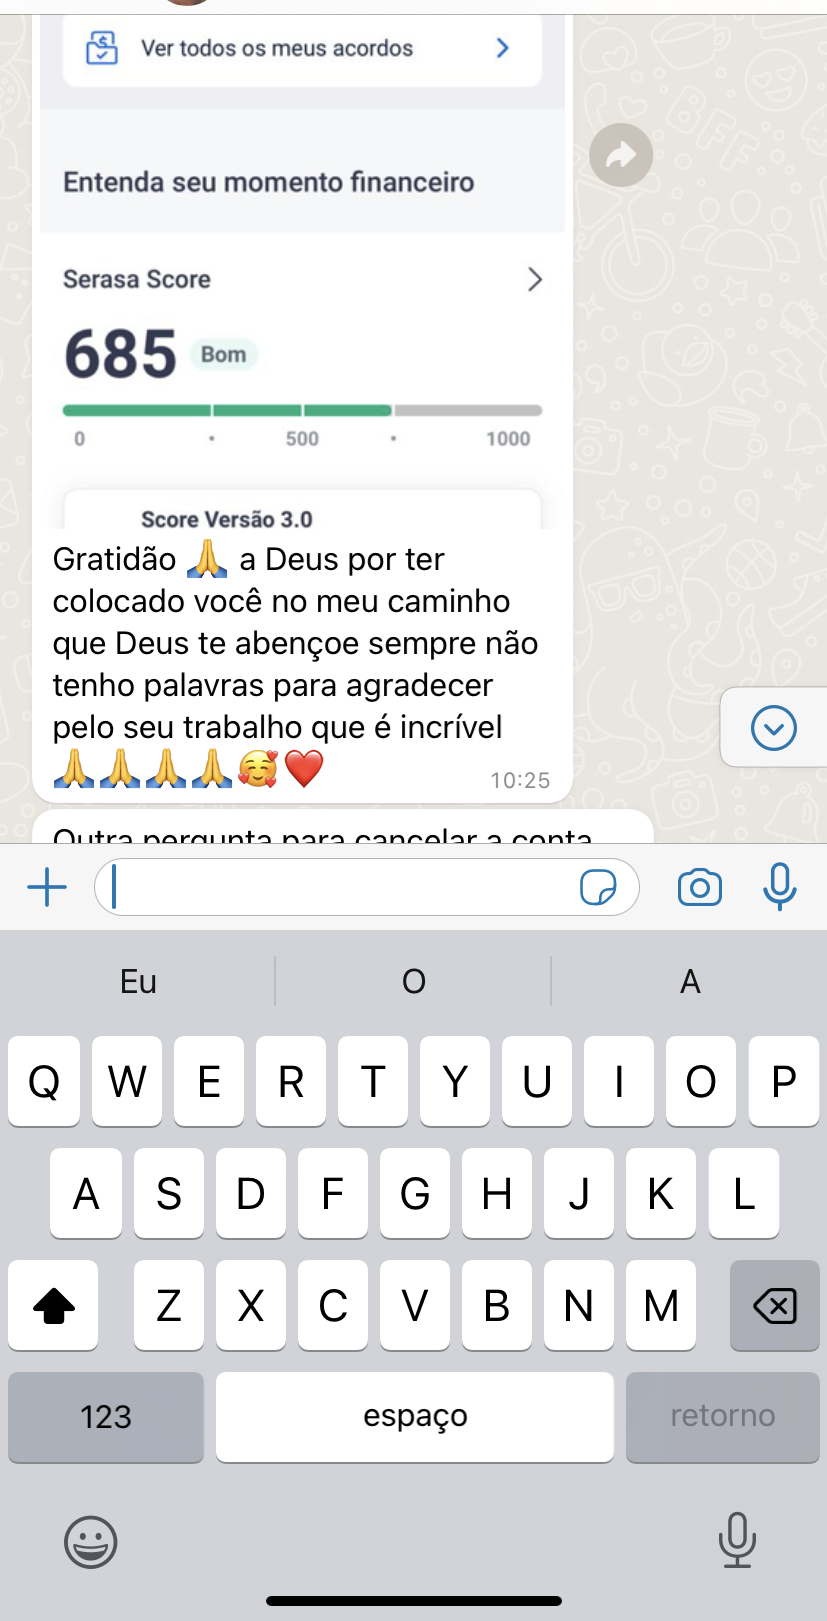 Ver todos os meus acordos
Entenda seu momento financeiro
Serasa Score
685 Bom
0 500 1000
Score Versão 3.0
Gratidão 🙏 a Deus por ter
colocado você no meu caminho
que Deus te abençoe sempre não
tenho palavras para agradecer
pelo seu trabalho que é incrível
🙏🙏🙏🙏🥰❤️ 10:25
Outra pergunta para cancelar a conta
Eu O A
Q W E R T Y U I O P
A S D F G H J K L
Z X C V B N M
123 espaço retorno